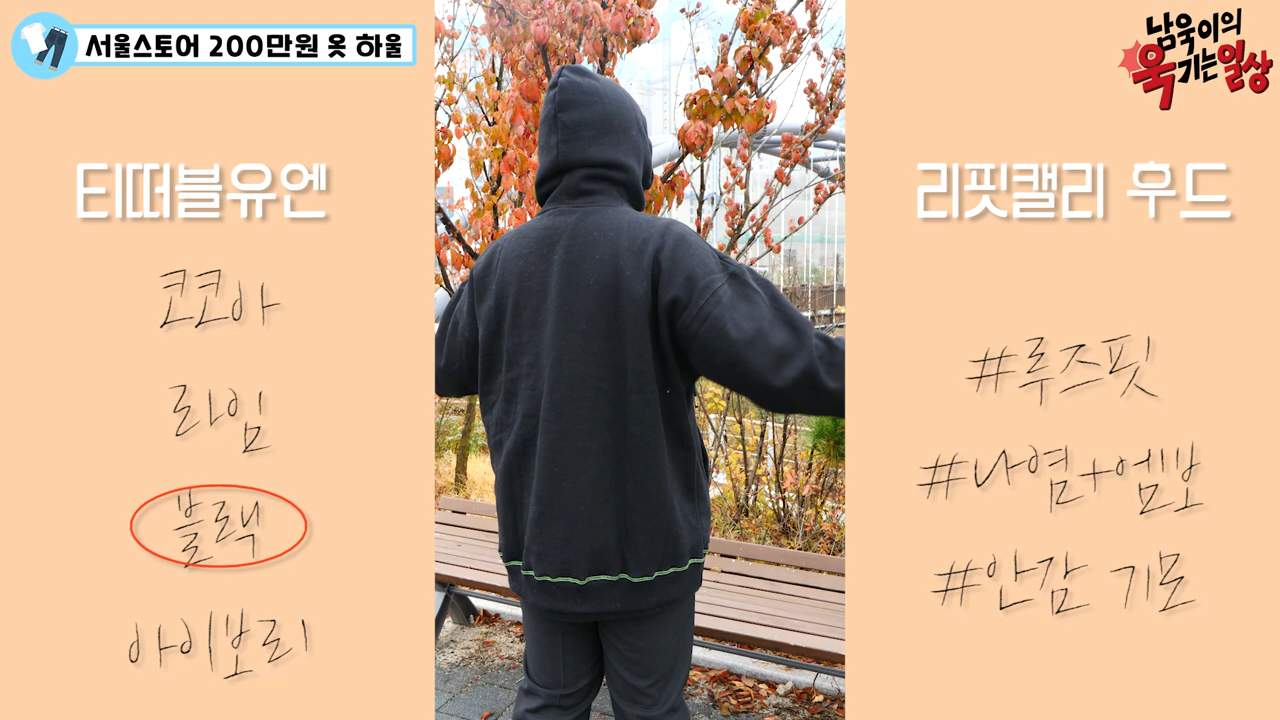 서울스토어 200만원 옷 하울
남욱이의
욱기는일상
티떠블유엔
코코아
라임
블랙
아이보리
리핏캘리 후드
#루즈핏
#나염+엠보
#안감 기모